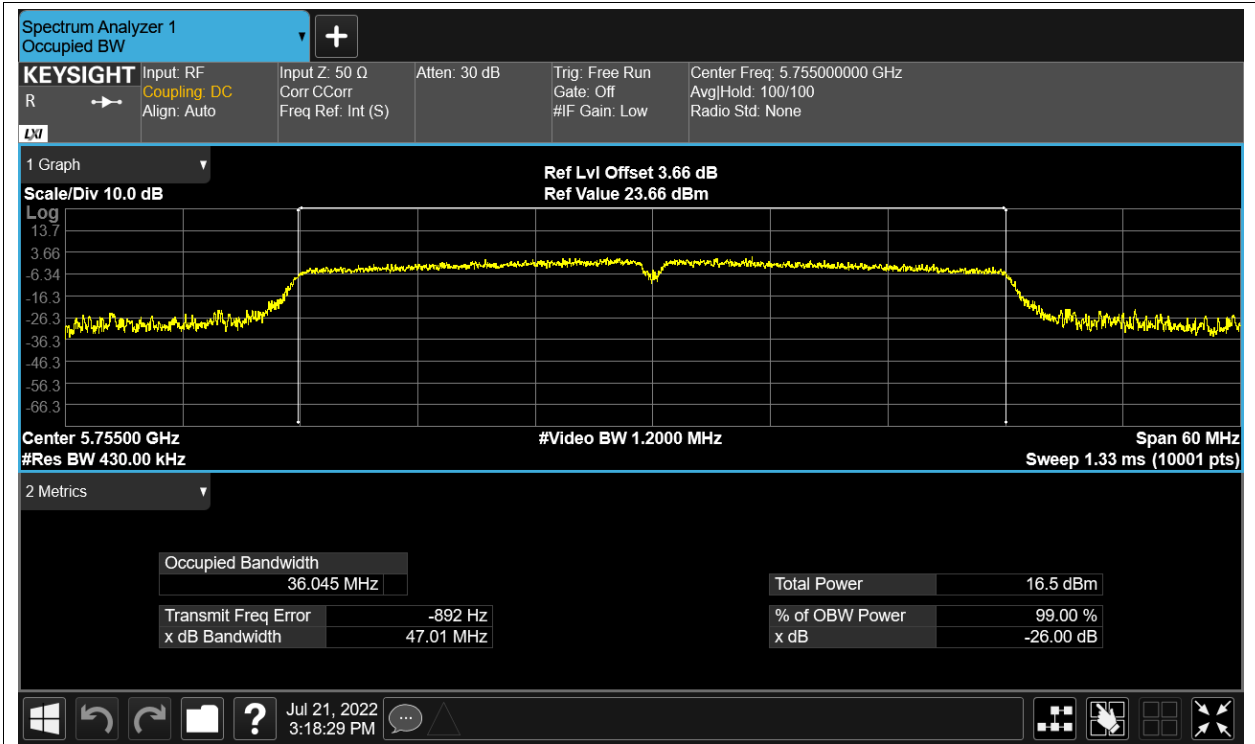 Spectrum Analyzer 1
Occupied BW
KEYSIGHT
R
LXI
Input: RF
Coupling: DC
Align: Auto
Input Z: 50 Ω
Corr CCorr
Freq Ref: Int (S)
Atten: 30 dB
Trig: Free Run
Gate: Off
#IF Gain: Low
Center Freq: 5.755000000 GHz
Avg|Hold: 100/100
Radio Std: None
1 Graph
Scale/Div 10.0 dB
Ref Lvl Offset 3.66 dB
Ref Value 23.66 dBm
Log
13.7
3.66
-6.34
-16.3
-26.3
-36.3
-46.3
-56.3
-66.3
Center 5.75500 GHz
#Video BW 1.2000 MHz
Span 60 MHz
#Res BW 430.00 kHz
Sweep 1.33 ms (10001 pts)
2 Metrics
Occupied Bandwidth
36.045 MHz
Total Power 16.5 dBm
Transmit Freq Error -892 Hz
% of OBW Power 99.00 %
x dB Bandwidth 47.01 MHz
x dB -26.00 dB
?
Jul 21, 2022
3:18:29 PM